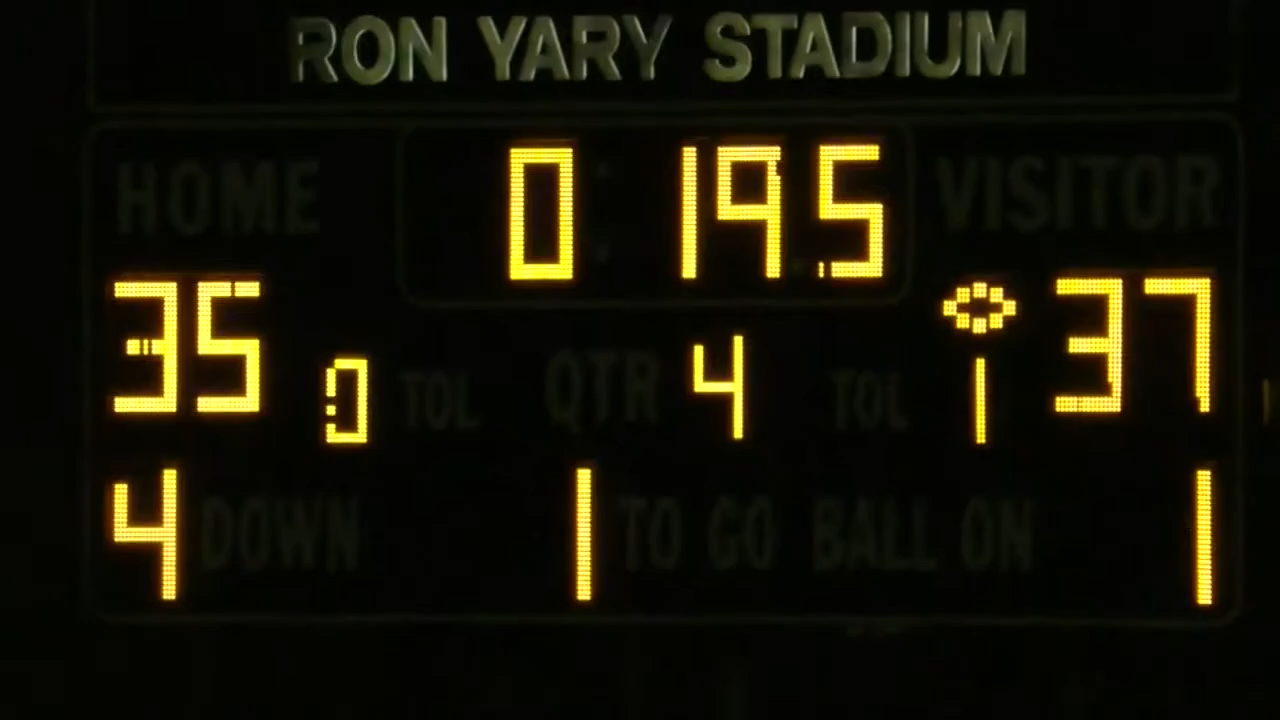 RON YARY STADIUM
HOME 0 : 19.5 VISITOR
35 0 TOL QTR 4 TOL 1 37
4 DOWN 1 TO GO BALL ON 1